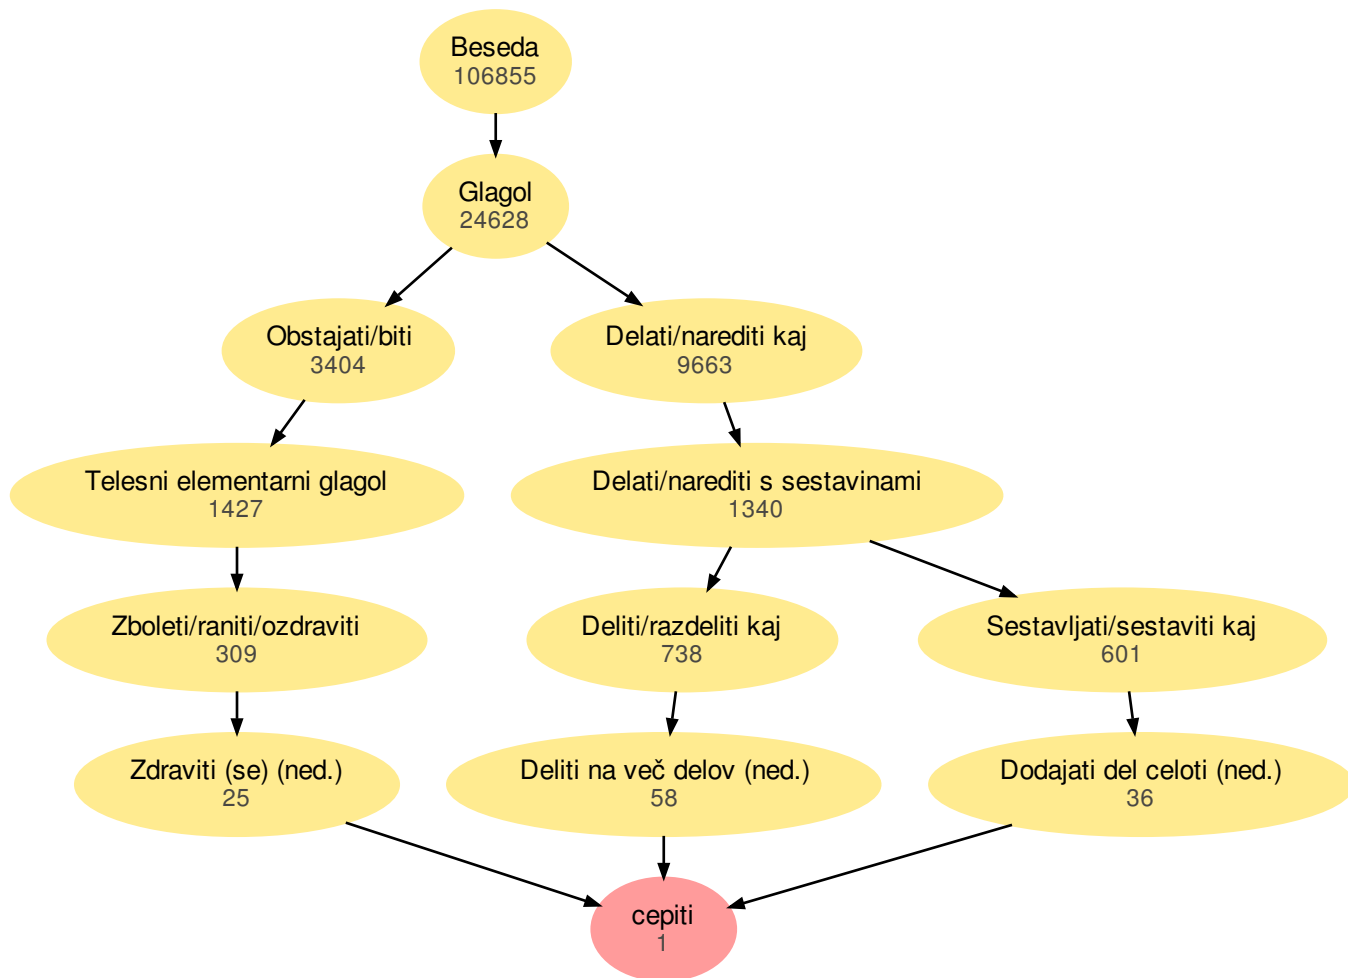 Beseda
106855
Glagol
24628
Obstajati/biti
3404
Delati/narediti kaj
9663
Telesni elementarni glagol
1427
Delati/narediti s sestavinami
1340
Zboleti/raniti/ozdraviti
309
Deliti/razdeliti kaj
738
Sestavljati/sestaviti kaj
601
Zdraviti (se) (ned.)
25
Deliti na več delov (ned.)
58
Dodajati del celoti (ned.)
36
cepiti
1